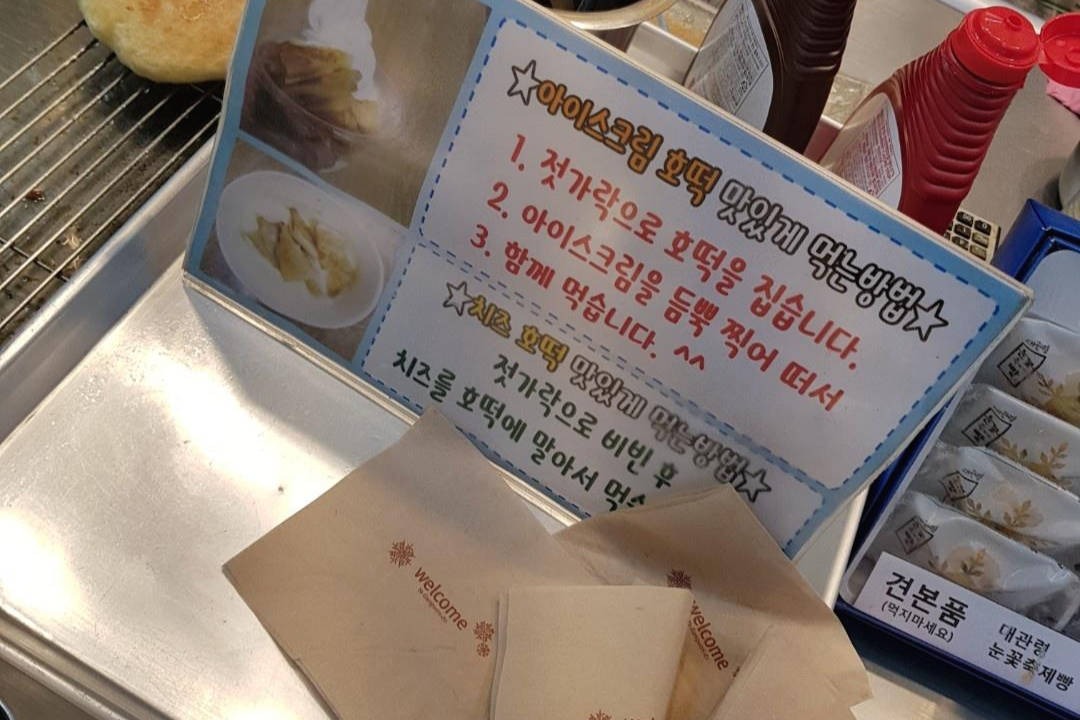 ☆아이스크림 호떡 맛있게 먹는방법☆
1. 젓가락으로 호떡을 집습니다.
2. 아이스크림을 듬뿍 찍어 떠서
3. 함께 먹습니다. ^^
☆치즈 호떡 맛있게 먹는방법☆
젓가락으로 비빈 후
치즈를 호떡에 말아서
welcome
welcome
견본품
(먹지마세요)
대관령
눈꽃축제빵